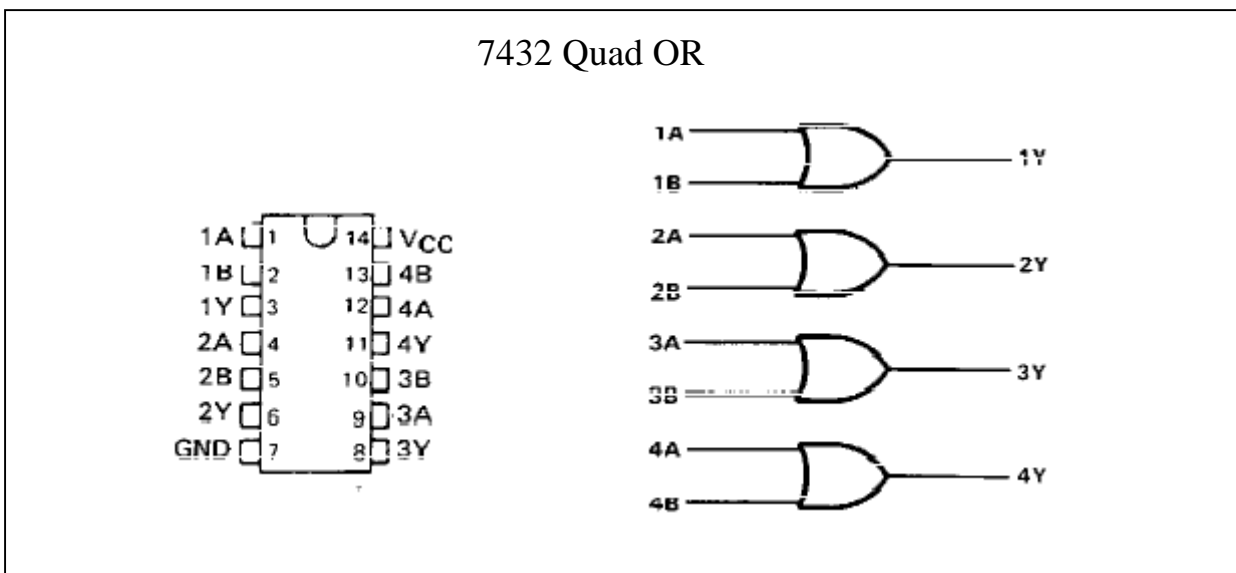 7432 Quad OR
1A 1 14 VCC
1B 2 13 4B
1Y 3 12 4A
2A 4 11 4Y
2B 5 10 3B
2Y 6 9 3A
GND 7 8 3Y
1A
1B
1Y
2A
2B
2Y
3A
3B
3Y
4A
4B
4Y